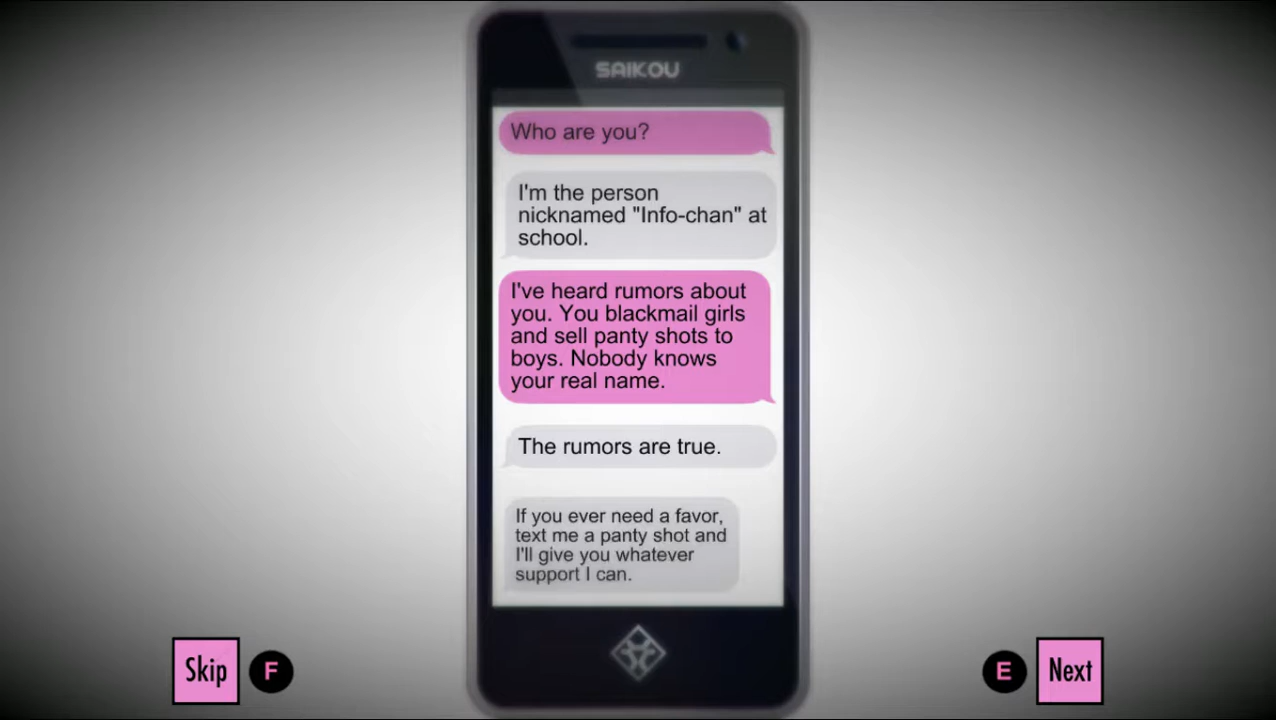 SAIKOU
Who are you?
I'm the person
nicknamed "Info-chan" at
school.
I've heard rumors about
you. You blackmail girls
and sell panty shots to
boys. Nobody knows
your real name.
The rumors are true.
If you ever need a favor,
text me a panty shot and
I'll give you whatever
support I can.
Skip F
E Next